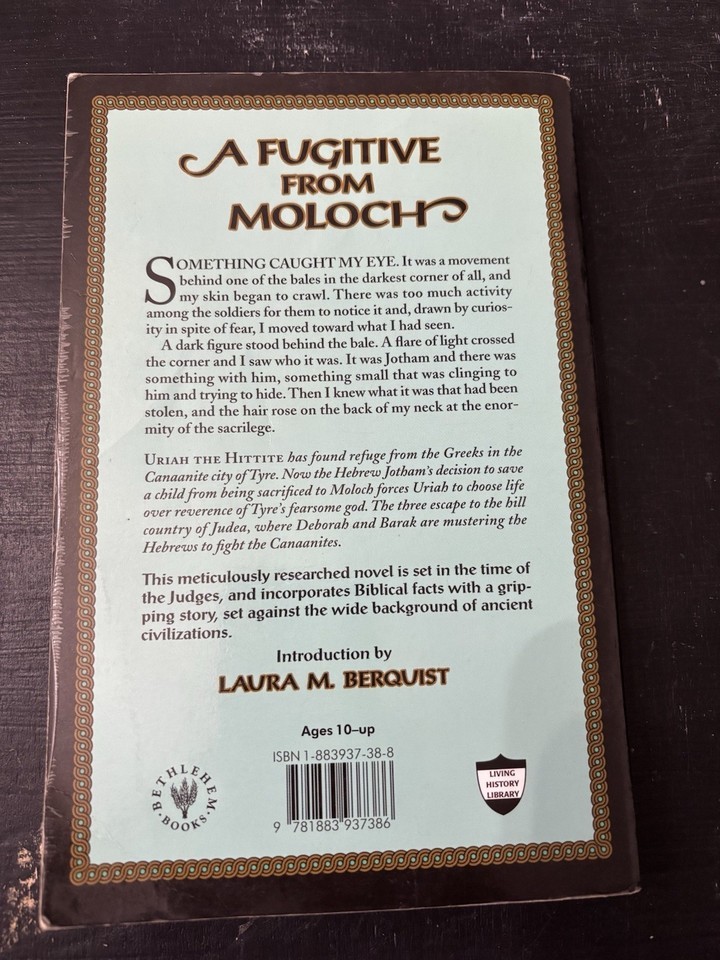 A FUGITIVE
FROM
MOLOCH
SOMETHING CAUGHT MY EYE. It was a movement
behind one of the bales in the darkest corner of all, and
my skin began to crawl. There was too much activity
among the soldiers for them to notice it and, drawn by curios-
ity in spite of fear, I moved toward what I had seen.
A dark figure stood behind the bale. A flare of light crossed
the corner and I saw who it was. It was Jotham and there was
something with him, something small that was clinging to
him and trying to hide. Then I knew what it was that had been
stolen, and the hair rose on the back of my neck at the enor-
mity of the sacrilege.
URIAH THE HITTITE has found refuge from the Greeks in the
Canaanite city of Tyre. Now the Hebrew Jotham's decision to save
a child from being sacrificed to Moloch forces Uriah to choose life
over reverence of Tyre's fearsome god. The three escape to the hill
country of Judea, where Deborah and Barak are mustering the
Hebrews to fight the Canaanites.
This meticulously researched novel is set in the time of
the Judges, and incorporates Biblical facts with a grip-
ping story, set against the wide background of ancient
civilizations.
Introduction by
LAURA M. BERQUIST
Ages 10–up
ISBN 1-883937-38-8
9 781883 937386
BETHLEHEM
·BOOKS·
LIVING
HISTORY
LIBRARY